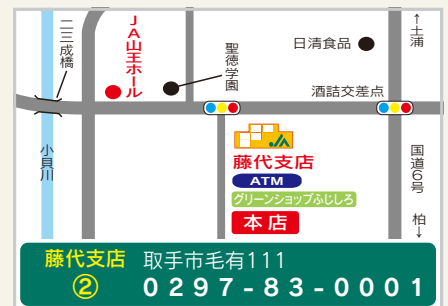 二三成橋
JA山王ホール
聖徳学園
日清食品
↑土浦
酒詰交差点
小貝川
国道6号
柏↓
JA
藤代支店
ATM
グリーンショップふじしろ
本店
藤代支店 取手市毛有111
② 0297-83-0001